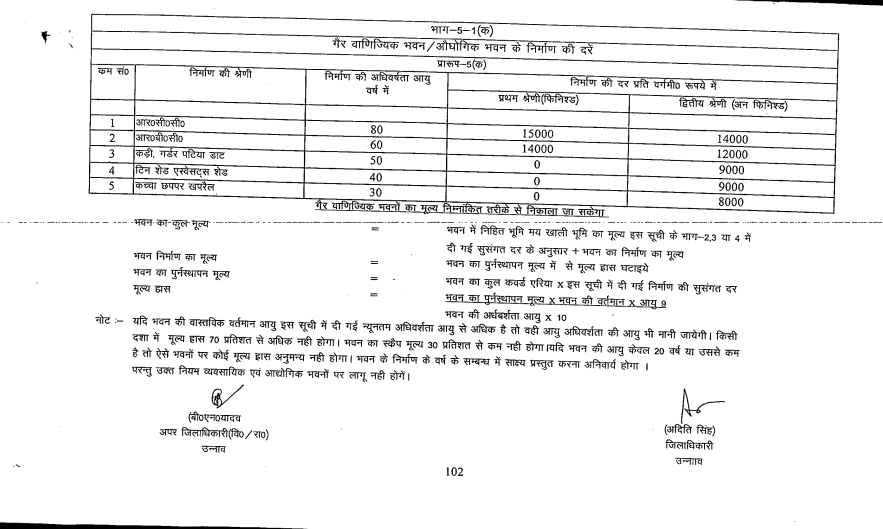 भाग–5–1(क)
गैर वाणिज्यिक भवन/औघोगिक भवन के निर्माण की दरें
प्रारूप–5(क)
कम सं0 निर्माण की श्रेणी निर्माण की अधिवर्षता आयु वर्ष में निर्माण की दर प्रति वर्गमी0 रूपये में
प्रथम श्रेणी(फिनिश्ड) द्वितीय श्रेणी (अन फिनिश्ड)
1 आर0सी0सी0 80 15000 14000
2 आर0बी0सी0 60 14000 12000
3 कड़ी, गर्डर पटिया डाट 50 0 9000
4 टिन शेड एस्वेसट्स शेड 40 0 9000
5 कच्चा छपपर खपरैल 30 0 8000
गैर वाणिज्यिक भवनों का मूल्य निम्नांकित तरीके से निकाला जा सकेगा
भवन का कुल मूल्य = भवन में निहित भूमि मय खाली भूमि का मूल्य इस सूची के भाग–2,3 या 4 में
दी गई सुसंगत दर के अनुसार + भवन का निर्माण का मूल्य
भवन निर्माण का मूल्य = भवन का पुर्नस्थापन मूल्य में से मूल्य ह्रास घटाइये
भवन का पुर्नस्थापन मूल्य = भवन का कुल कवर्ड एरिया x इस सूची में दी गई निर्माण की सुसंगत दर
मूल्य ह्रास = भवन का पुर्नस्थापन मूल्य x भवन की वर्तमान x आयु 9
भवन की अर्धबर्शता आयु x 10
नोट :– यदि भवन की वास्तविक वर्तमान आयु इस सूची में दी गई न्यूनतम अधिवर्शता आयु से अधिक है तो वही आयु अधिवर्शता की आयु भी मानी जायेगी। किसी
दशा में मूल्य ह्रास 70 प्रतिशत से अधिक नही होगा। भवन का स्कैप मूल्य 30 प्रतिशत से कम नही होगा।यदि भवन की आयु केवल 20 वर्ष या उससे कम
है तो ऐसे भवनों पर कोई मूल्य ह्रास अनुमन्य नही होगा। भवन के निर्माण के वर्ष के सम्बन्ध में साक्ष्य प्रस्तुत करना अनिवार्य होगा ।
परन्तु उक्त नियम व्यवसायिक एवं आद्योगिक भवनों पर लागू नही होगें।
(बी0एन0यादव
अपर जिलाधिकारी(वि0/रा0)
उन्नाव
(अदिति सिंह)
जिलाधिकारी
उन्नााव
102